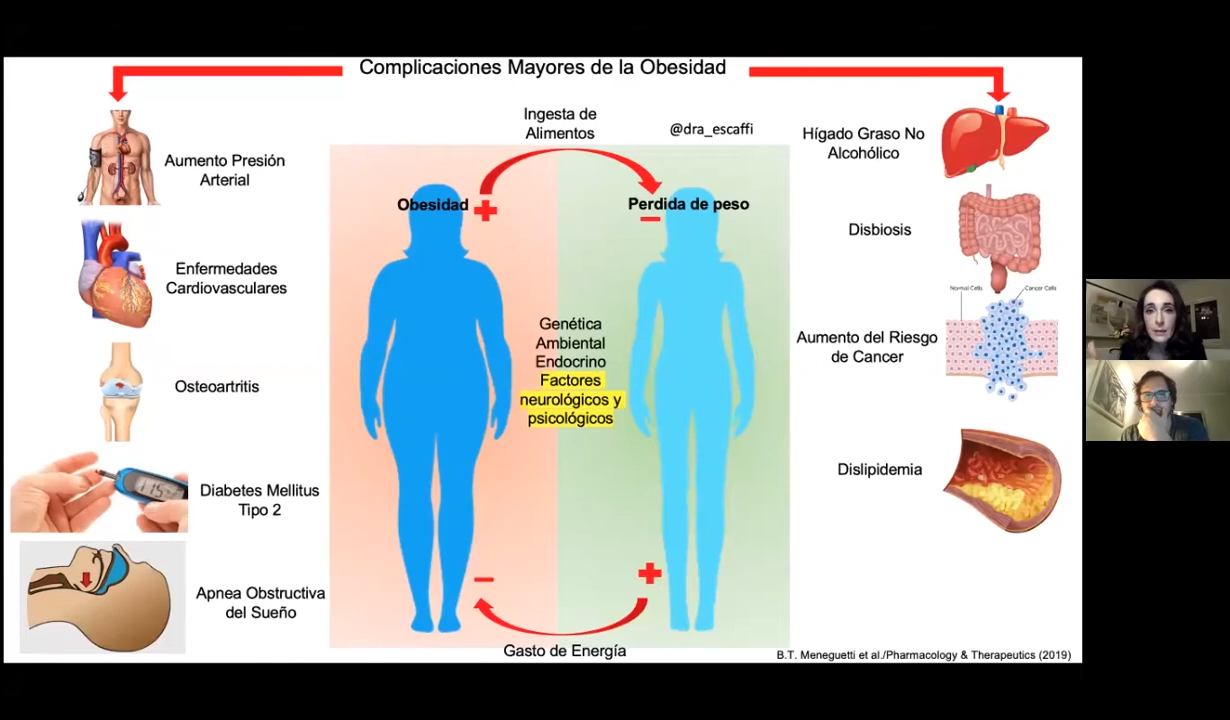 Complicaciones Mayores de la Obesidad
Aumento Presión
Arterial
Enfermedades
Cardiovasculares
Osteoartritis
Diabetes Mellitus
Tipo 2
Apnea Obstructiva
del Sueño
Ingesta de
Alimentos
@dra_escaffi
Obesidad
Perdida de peso
Genética
Ambiental
Endocrino
Factores
neurológicos y
psicológicos
Gasto de Energía
Hígado Graso No
Alcohólico
Disbiosis
Normal Cells
Cancer Cells
Aumento del Riesgo
de Cancer
Dislipidemia
B.T. Meneguetti et al./Pharmacology & Therapeutics (2019)